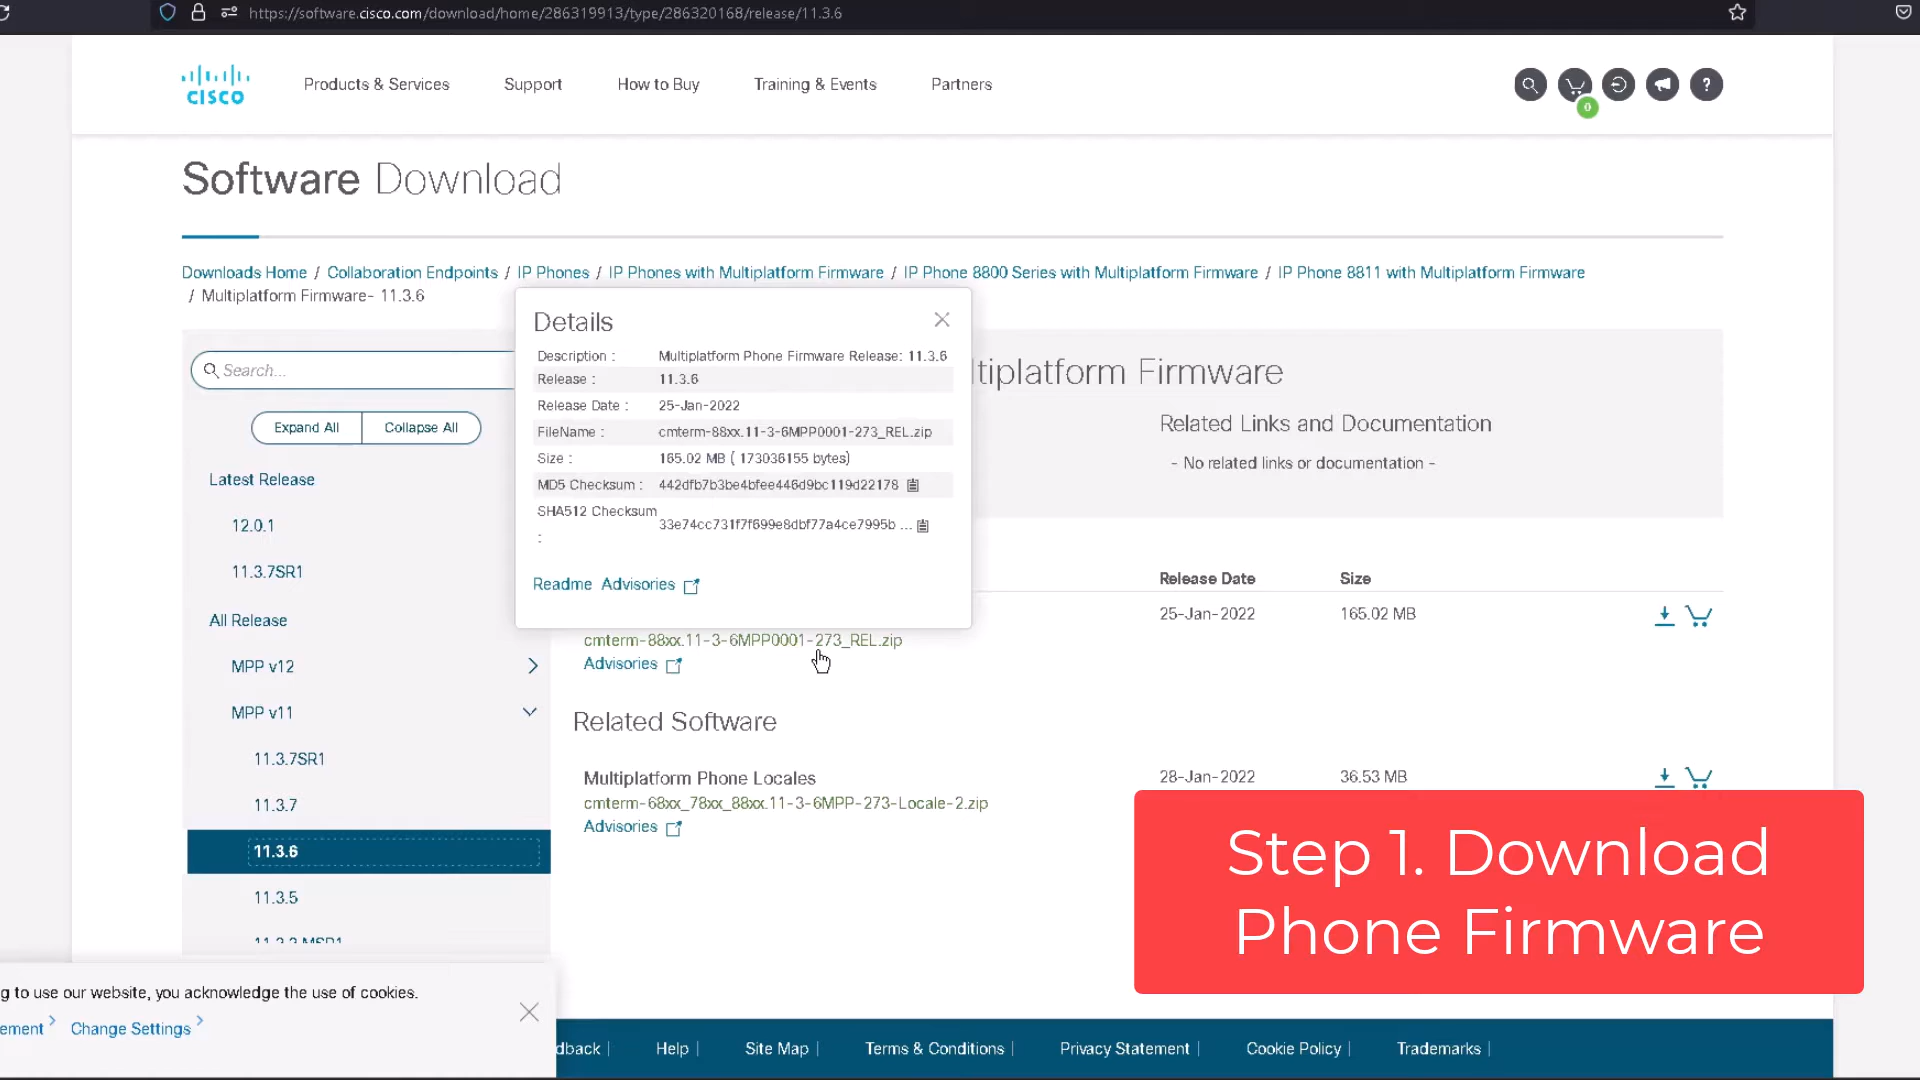 https://software.cisco.com/download/home/286319913/type/286320168/release/11.3.6
CISCO
Products & Services
Support
How to Buy
Training & Events
Partners
0
?
Software Download
Downloads Home / Collaboration Endpoints / IP Phones / IP Phones with Multiplatform Firmware / IP Phone 8800 Series with Multiplatform Firmware / IP Phone 8811 with Multiplatform Firmware
/ Multiplatform Firmware- 11.3.6
Search...
Expand All
Collapse All
Latest Release
12.0.1
11.3.7SR1
All Release
MPP v12
MPP v11
11.3.7SR1
11.3.7
11.3.6
11.3.5
Details
Description : Multiplatform Phone Firmware Release: 11.3.6
Release : 11.3.6
Release Date : 25-Jan-2022
FileName : cmterm-88xx.11-3-6MPP0001-273_REL.zip
Size : 165.02 MB ( 173036155 bytes)
MD5 Checksum : 442dfb7b3be4bfee446d9bc119d22178
SHA512 Checksum
33e74cc731f7f699e8dbf77a4ce7995b ...
:
Readme Advisories
tiplatform Firmware
Related Links and Documentation
- No related links or documentation -
Release Date
Size
25-Jan-2022
165.02 MB
cmterm-88xx.11-3-6MPP0001-273_REL.zip
Advisories
Related Software
Multiplatform Phone Locales
28-Jan-2022
36.53 MB
cmterm-68xx_78xx_88xx.11-3-6MPP-273-Locale-2.zip
Advisories
Step 1. Download
Phone Firmware
g to use our website, you acknowledge the use of cookies.
ement
Change Settings
dback |
Help |
Site Map |
Terms & Conditions |
Privacy Statement |
Cookie Policy |
Trademarks |